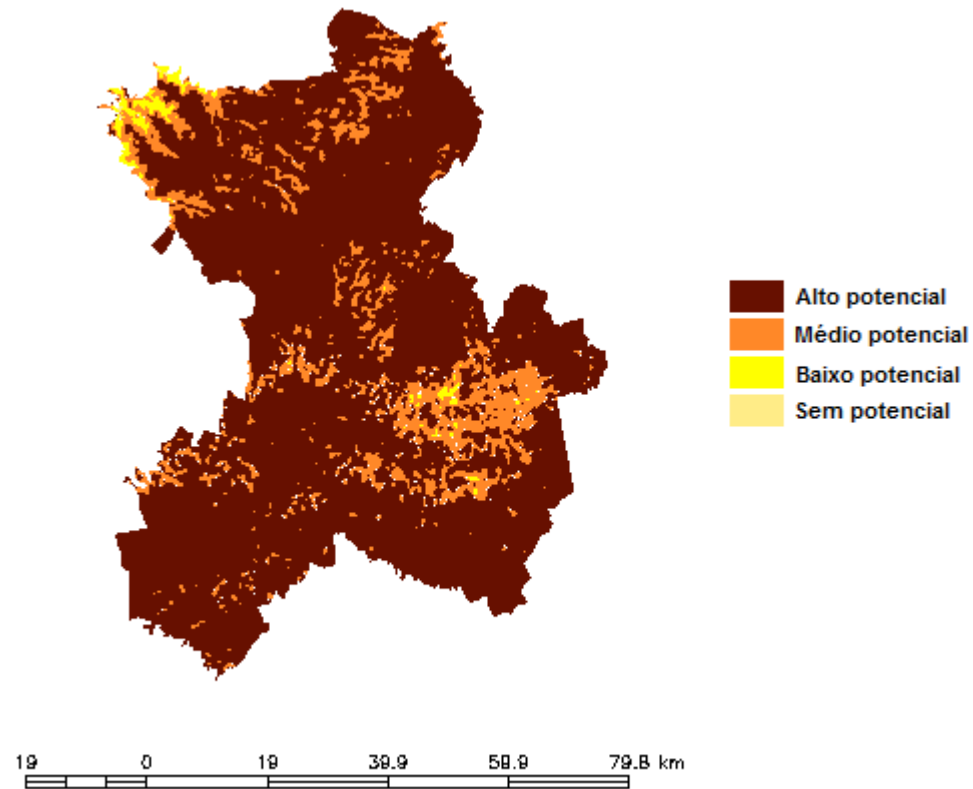 Alto potencial
Médio potencial
Baixo potencial
Sem potencial
19 0 19 39.9 59.9 79.8 km